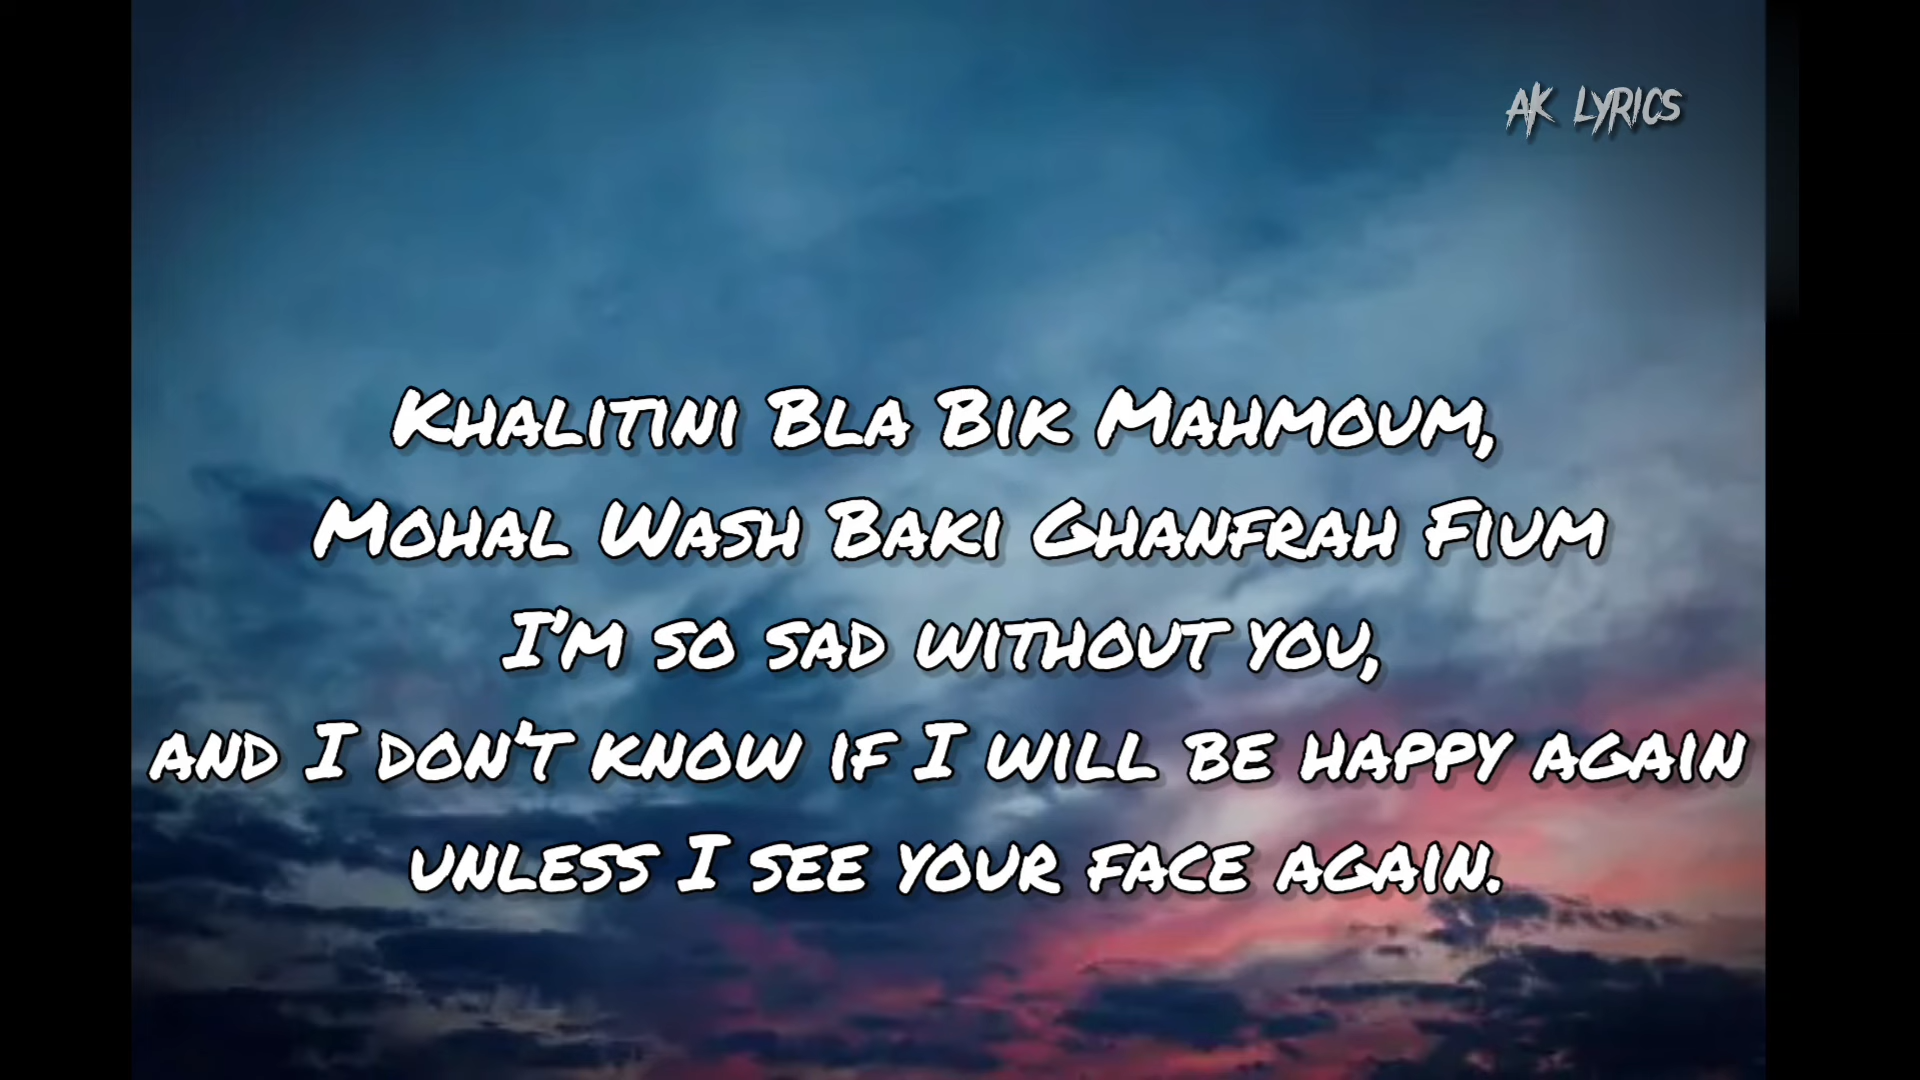 AK LYRICS
KHALITINI BLA BIK MAHMOUM,
MOHAL WASH BAKI GHANFRAH FIUM
I'M SO SAD WITHOUT YOU,
AND I DON'T KNOW IF I WILL BE HAPPY AGAIN
UNLESS I SEE YOUR FACE AGAIN.